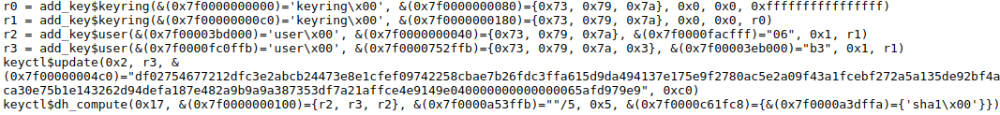 r0 = add_key$keyring(&(0x7f0000000000)='keyring\x00', &(0x7f0000000080)={0x73, 0x79, 0x7a}, 0x0, 0x0, 0xffffffffffffffff)
r1 = add_key$keyring(&(0x7f00000000c0)='keyring\x00', &(0x7f0000000180)={0x73, 0x79, 0x7a}, 0x0, 0x0, r0)
r2 = add_key$user(&(0x7f00003bd000)='user\x00', &(0x7f0000000040)={0x73, 0x79, 0x7a}, &(0x7f0000facfff)="06", 0x1, r1)
r3 = add_key$user(&(0x7f0000fc0ffb)='user\x00', &(0x7f0000752ffb)={0x73, 0x79, 0x7a, 0x3}, &(0x7f00003eb000)="b3", 0x1, r1)
keyctl$update(0x2, r3, &
(0x7f00000004c0)="df02754677212dfc3e2abcb24473e8e1cfef09742258cbae7b26fdc3ffa615d9da494137e175e9f2780ac5e2a09f43a1fcebf272a5a135de92bf4a
ca30e75b1e143262d94defa187e482a9b9a9a387353df7a21affce4e9149e040000000000000065afd979e9", 0xc0)
keyctl$dh_compute(0x17, &(0x7f0000000100)={r2, r3, r2}, &(0x7f0000a53ffb)=""/5, 0x5, &(0x7f0000c61fc8)={&(0x7f0000a3dffa)={'sha1\x00'}})